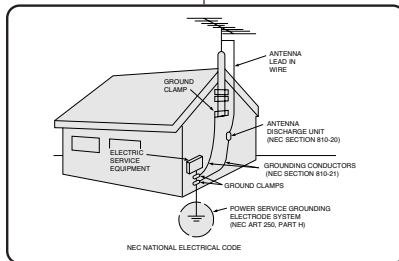 ANTENNA
LEAD IN
WIRE
GROUND
CLAMP
ANTENNA
DISCHARGE UNIT
(NEC SECTION 810-20)
ELECTRIC
SERVICE
EQUIPMENT
GROUNDING CONDUCTORS
(NEC SECTION 810-21)
GROUND CLAMPS
POWER SERVICE GROUNDING
ELECTRODE SYSTEM
(NEC ART 250, PART H)
NEC NATIONAL ELECTRICAL CODE